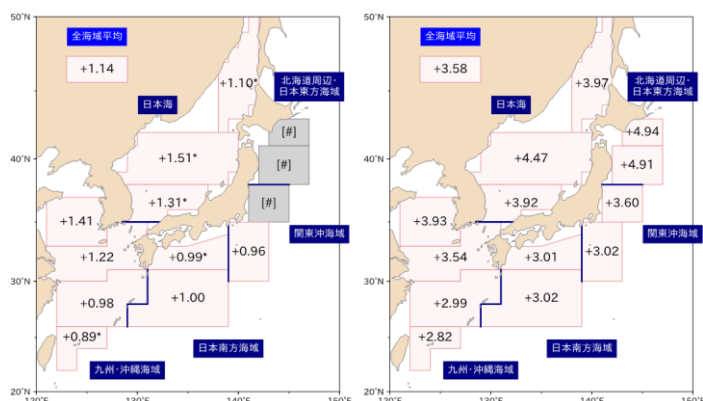 50°N
全海域平均
+1.14
+1.10*
北海道周辺・
日本東方海域
日本海
[#]
40°N
+1.51*
[#]
+1.31*
[#]
+1.41
関東沖海域
+1.22
+0.99*
+0.96
30°N
+0.98
+1.00
+0.89*
日本南方海域
九州・沖縄海域
20°N
120°E
130°E
140°E
150°E
50°N
全海域平均
+3.58
+3.97
北海道周辺・
日本東方海域
日本海
+4.94
40°N
+4.47
+4.91
+3.92
+3.60
+3.93
関東沖海域
+3.54
+3.01
+3.02
30°N
+2.99
+3.02
+2.82
日本南方海域
九州・沖縄海域
20°N
120°E
130°E
140°E
150°E